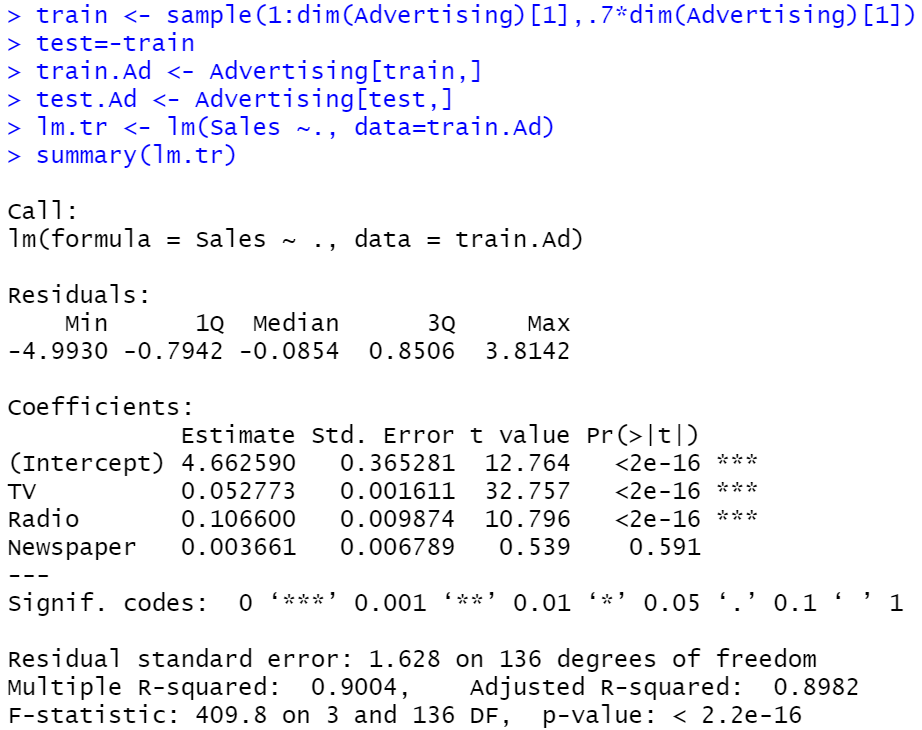 > train <- sample(1:dim(Advertising)[1],.7*dim(Advertising)[1])
> test=-train
> train.Ad <- Advertising[train,]
> test.Ad <- Advertising[test,]
> lm.tr <- lm(Sales ~., data=train.Ad)
> summary(lm.tr)

Call:
lm(formula = Sales ~ ., data = train.Ad)

Residuals:
    Min      1Q  Median      3Q     Max
-4.9930 -0.7942 -0.0854  0.8506  3.8142

Coefficients:
            Estimate Std. Error t value Pr(>|t|)
(Intercept) 4.662590   0.365281  12.764   <2e-16 ***
TV          0.052773   0.001611  32.757   <2e-16 ***
Radio       0.106600   0.009874  10.796   <2e-16 ***
Newspaper   0.003661   0.006789   0.539    0.591
---
Signif. codes:  0 ‘***’ 0.001 ‘**’ 0.01 ‘*’ 0.05 ‘.’ 0.1 ‘ ’ 1

Residual standard error: 1.628 on 136 degrees of freedom
Multiple R-squared:  0.9004,    Adjusted R-squared:  0.8982
F-statistic: 409.8 on 3 and 136 DF,  p-value: < 2.2e-16